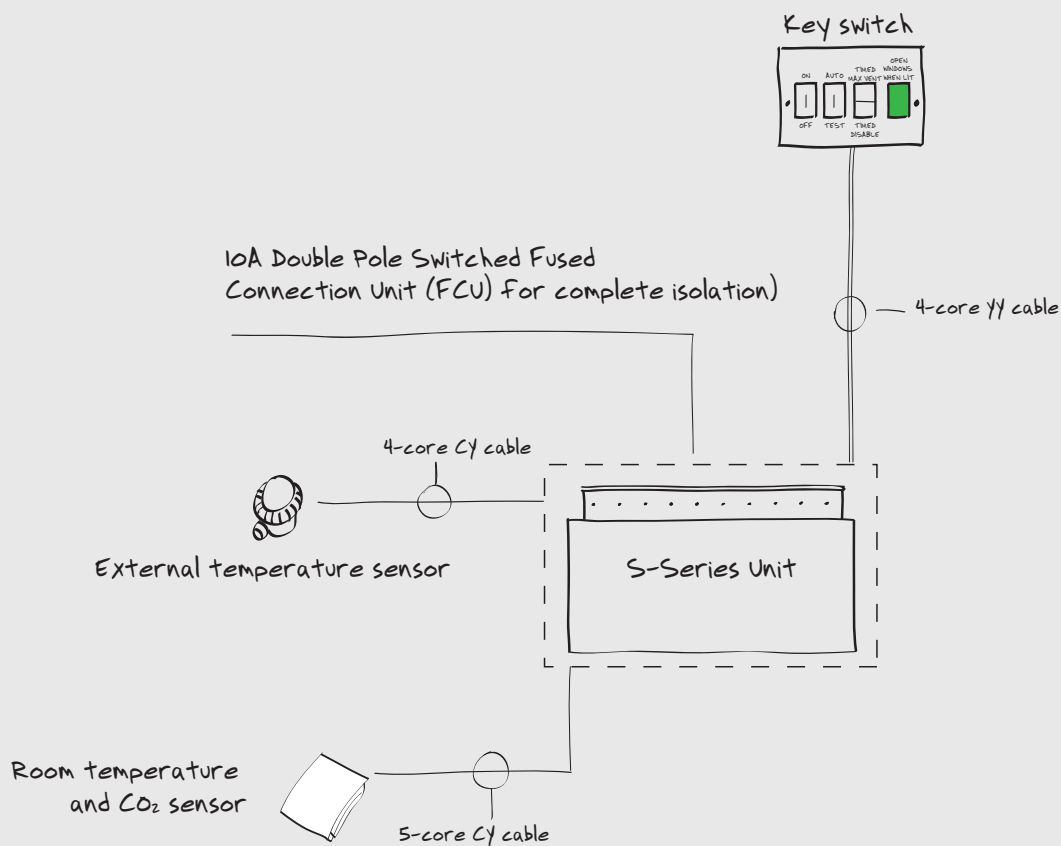 Key switch
OPEN
TIMED WINDOWS
ON AUTO MAX VENT WHEN LIT
OFF TEST TIMED
DISABLE
10A Double Pole Switched Fused
Connection Unit (FCU) for complete isolation)
4-core YY cable
4-core CY cable
External temperature sensor
S-Series Unit
Room temperature
and CO₂ sensor
5-core CY cable